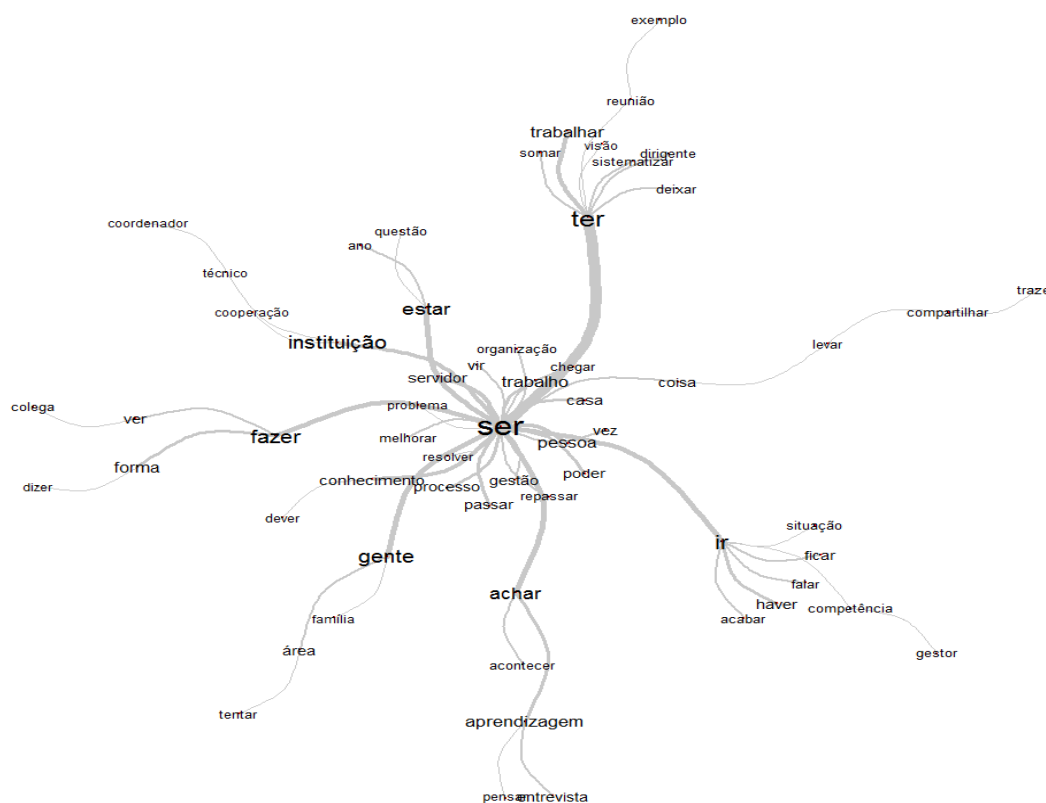 exemplo
reunião
trabalhar
visão
somar
dirigente
sistematizar
deixar
ter
coordenador
questão
ano
técnico
traze
cooperação
estar
compartilhar
instituição
levar
organização
vir
chegar
servidor
trabalho
coisa
casa
colega
problema
ver
ser
vez
fazer
melhorar
pessoa
resolver
forma
poder
conhecimento
gestão
dizer
processo
repassar
passar
dever
situação
ir
gente
ficar
falar
achar
haver
competência
família
acabar
área
gestor
acontecer
tentar
aprendizagem
pensar
entrevista